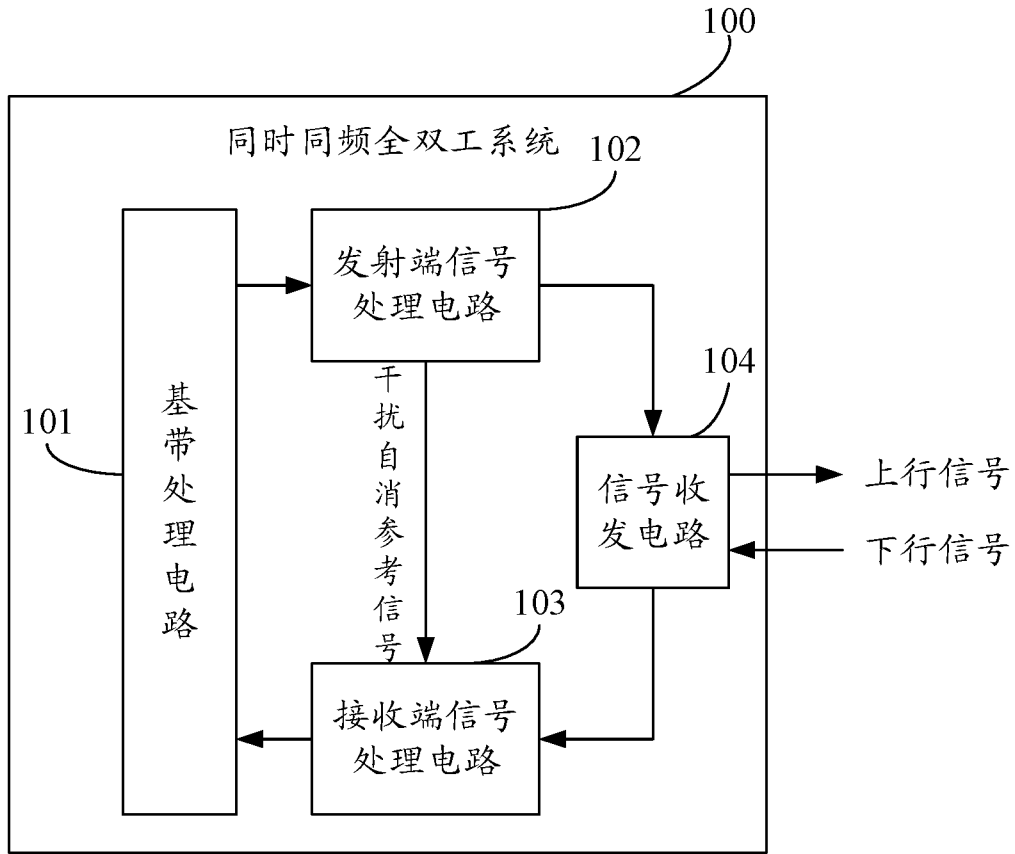 100
同时同频全双工系统
102
发射端信号
处理电路
104
101
基带处理电路
干扰自消参考信号
信号收
发电路
上行信号
下行信号
103
接收端信号
处理电路